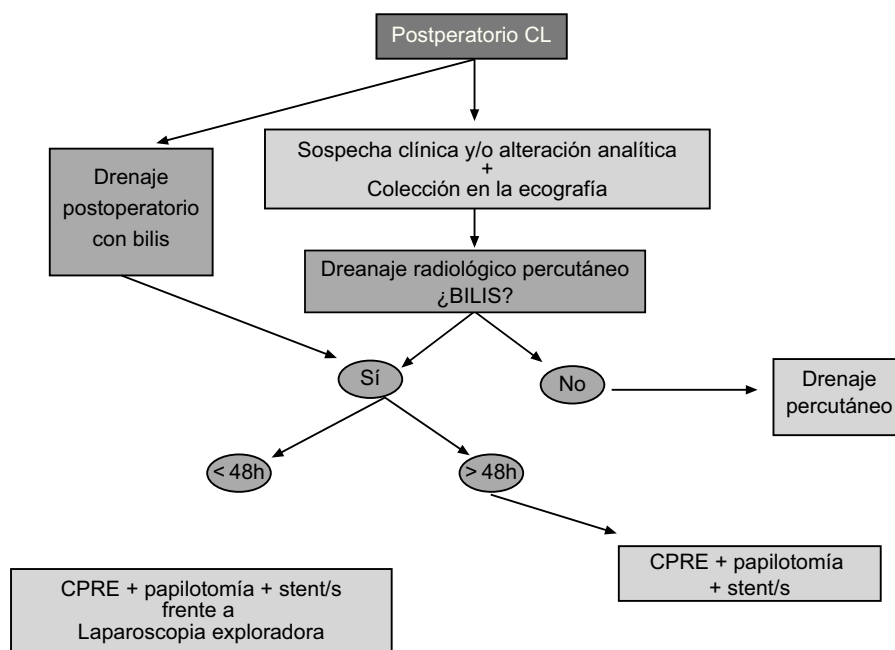 Postperatorio CL
Drenaje
postoperatorio
con bilis
Sospecha clínica y/o alteración analítica
+
Colección en la ecografía
Dreanaje radiológico percutáneo
¿BILIS?
Sí
No
Drenaje
percutáneo
< 48h
> 48h
CPRE + papilotomía
+ stent/s
CPRE + papilotomía + stent/s
frente a
Laparoscopia exploradora